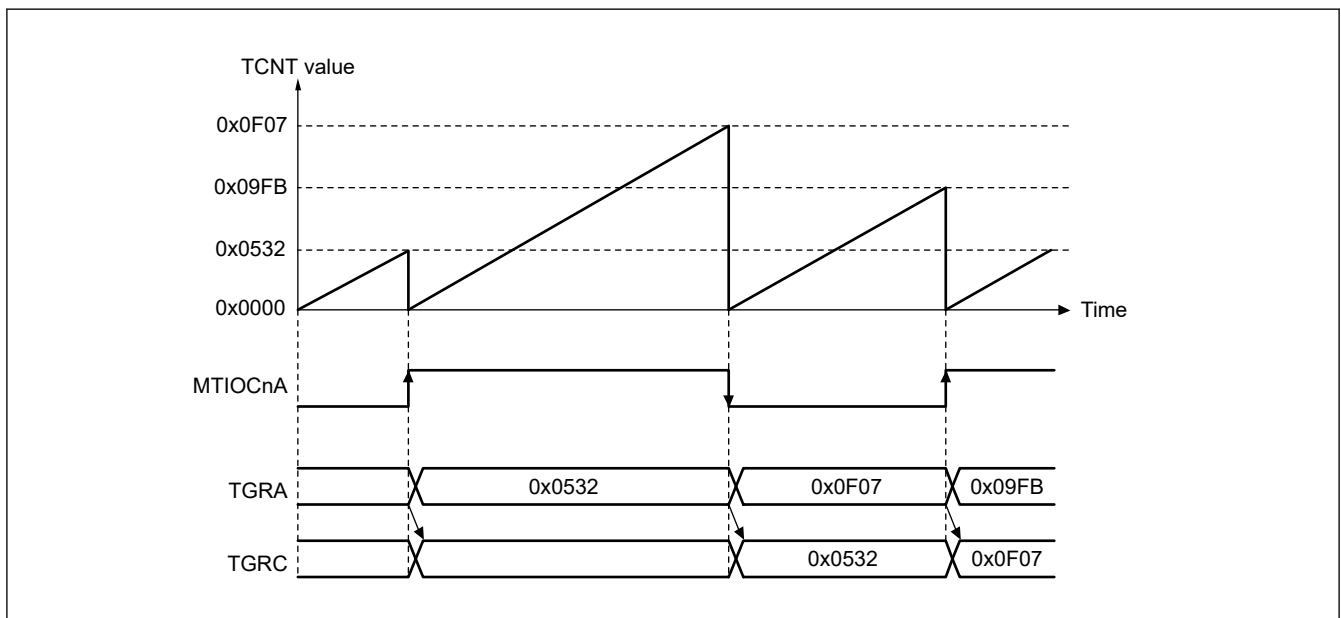 TCNT value
0x0F07
0x09FB
0x0532
0x0000
Time
MTIOCnA
TGRA
0x0532
0x0F07
0x09FB
TGRC
0x0532
0x0F07